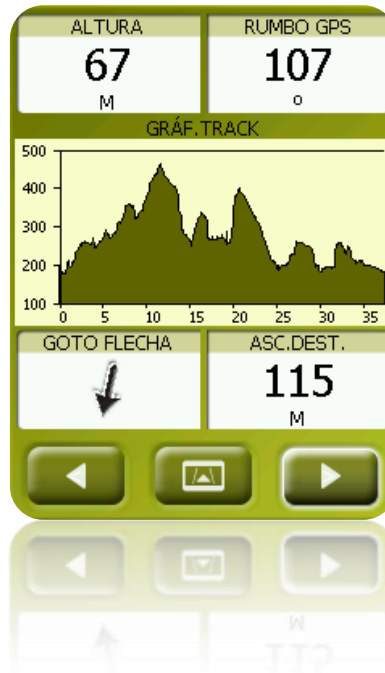 ALTURA
67
M
RUMBO GPS
107
º
GRÁF.TRACK
500
400
300
200
100
0 5 10 15 20 25 30 35
GOTO FLECHA
ASC.DEST.
115
M